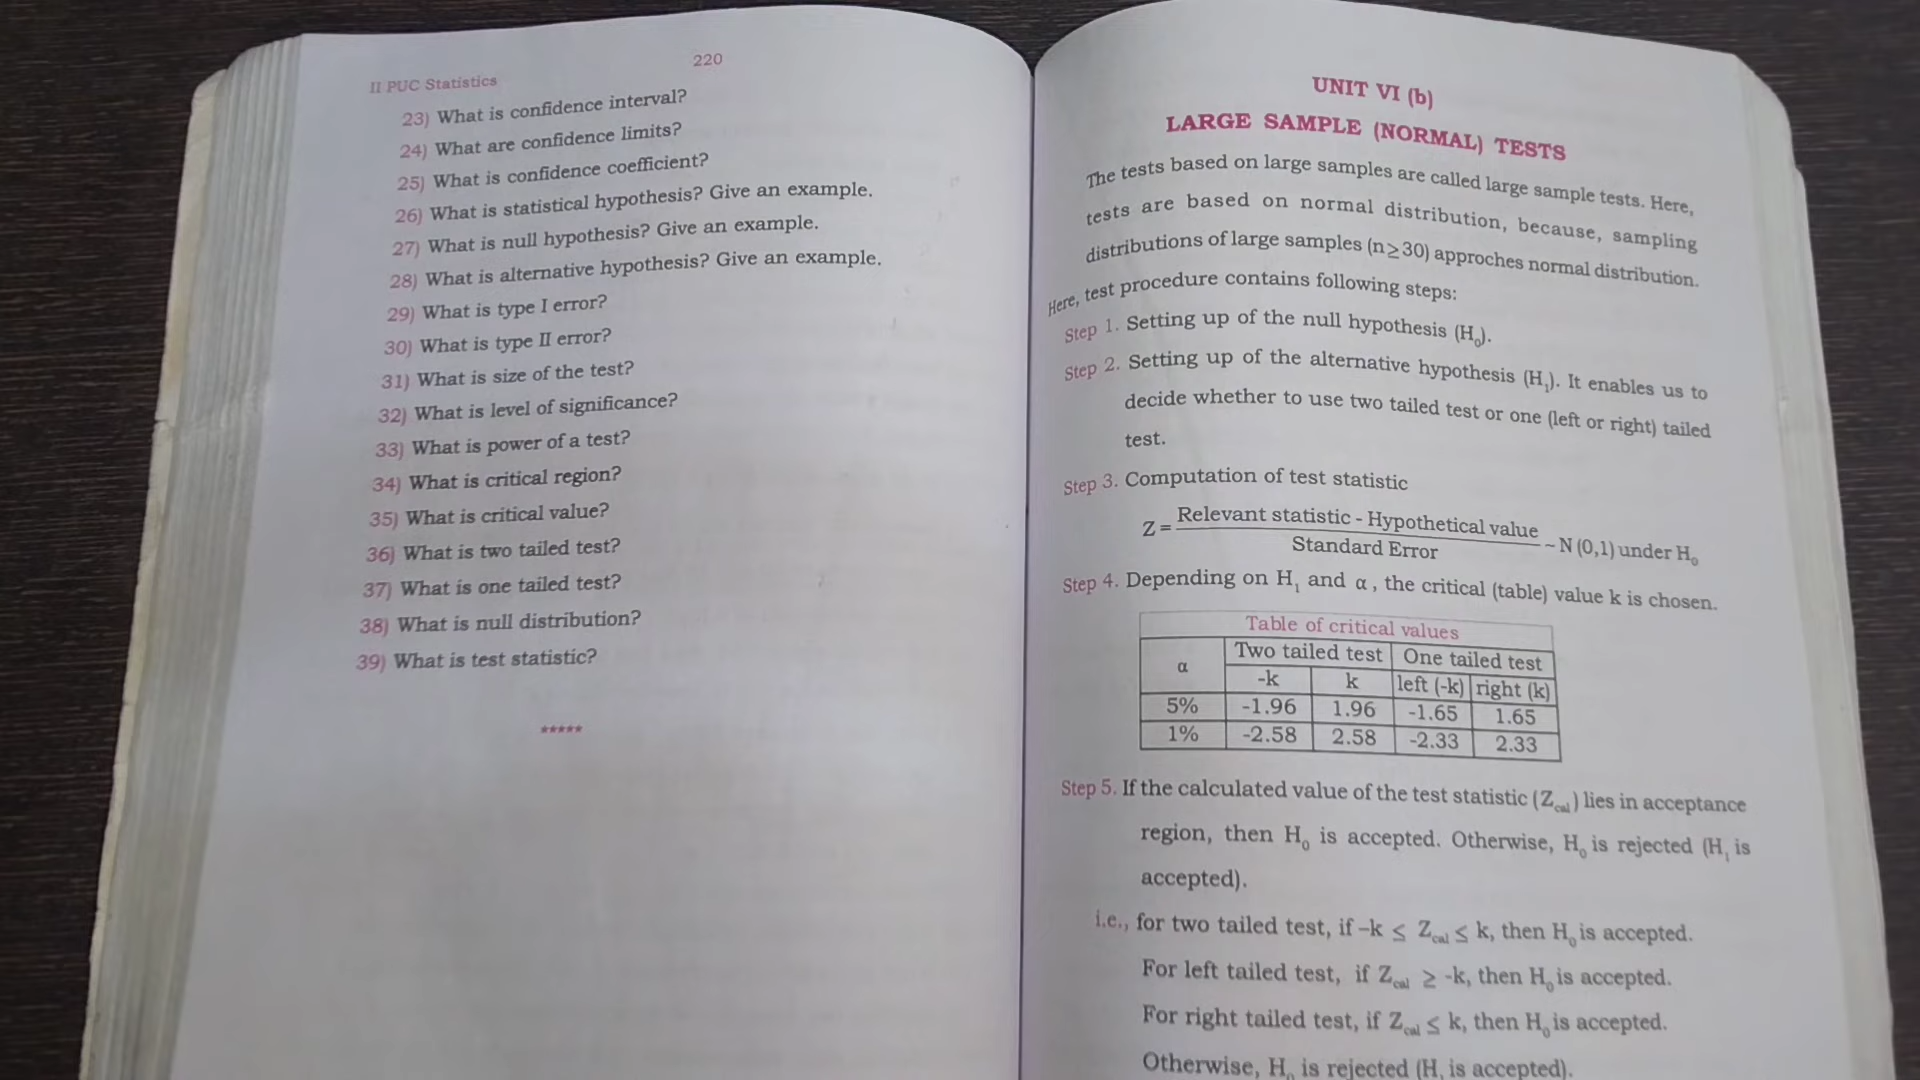 220
II PUC Statistics
23) What is confidence interval?
24) What are confidence limits?
25) What is confidence coefficient?
26) What is statistical hypothesis? Give an example.
27) What is null hypothesis? Give an example.
28) What is alternative hypothesis? Give an example.
29) What is type I error?
30) What is type II error?
31) What is size of the test?
32) What is level of significance?
33) What is power of a test?
34) What is critical region?
35) What is critical value?
36) What is two tailed test?
37) What is one tailed test?
38) What is null distribution?
39) What is test statistic?
*****
UNIT VI (b)
LARGE SAMPLE (NORMAL) TESTS
The tests based on large samples are called large sample tests. Here,
tests are based on normal distribution, because, sampling
distributions of large samples (n≥30) approches normal distribution.
Here, test procedure contains following steps:
Step 1. Setting up of the null hypothesis (H₀).
Step 2. Setting up of the alternative hypothesis (H₁). It enables us to
decide whether to use two tailed test or one (left or right) tailed
test.
Step 3. Computation of test statistic
Z = Relevant statistic - Hypothetical value / Standard Error ~ N (0,1) under H₀
Step 4. Depending on H₁ and α, the critical (table) value k is chosen.
Table of critical values
α Two tailed test One tailed test
-k k left (-k) right (k)
5% -1.96 1.96 -1.65 1.65
1% -2.58 2.58 -2.33 2.33
Step 5. If the calculated value of the test statistic (Z cal) lies in acceptance
region, then H₀ is accepted. Otherwise, H₀ is rejected (H₁ is
accepted).
i.e., for two tailed test, if -k ≤ Z cal ≤ k, then H₀ is accepted.
For left tailed test, if Z cal ≥ -k, then H₀ is accepted.
For right tailed test, if Z cal ≤ k, then H₀ is accepted.
Otherwise, H₀ is rejected (H₁ is accepted).